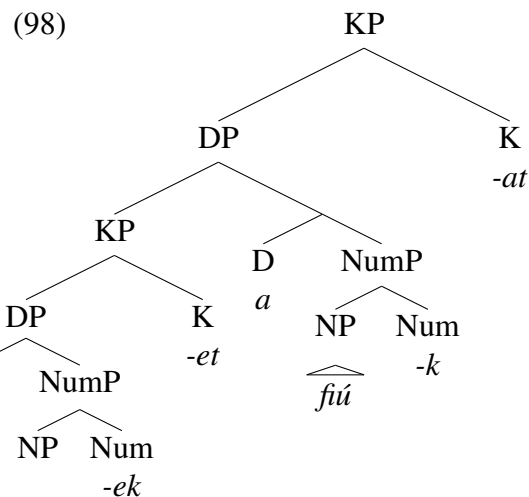 (98) KP
DP K
-at
KP D NumP
a
DP K NP Num
-et fiú -k
NumP
NP Num
-ek